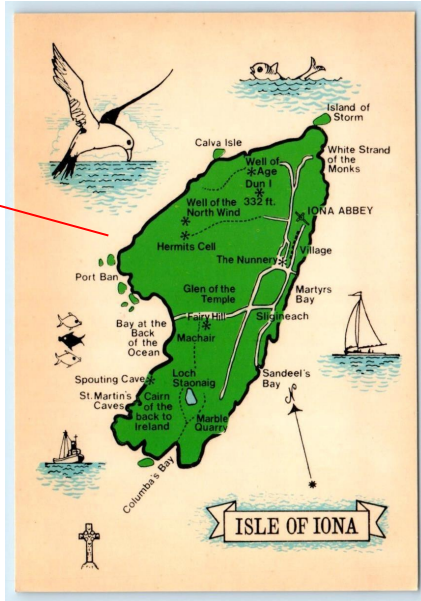 Island of
Storm
Calva Isle
White Strand
of the
Monks
Well of
Age
Dun I
332 ft.
Well of the
North Wind
IONA ABBEY
Hermits Cell
Village
The Nunnery
Port Ban
Glen of the
Temple
Martyrs
Bay
Fairy Hill
Sligineach
Bay at the
Back
of the
Ocean
Machair
Sandeel's
Bay
Spouting Cave
Loch
Staonaig
St. Martin's
Caves
Cairn
of the
back to
Ireland
Marble
Quarry
Columba's Bay
N
ISLE OF IONA